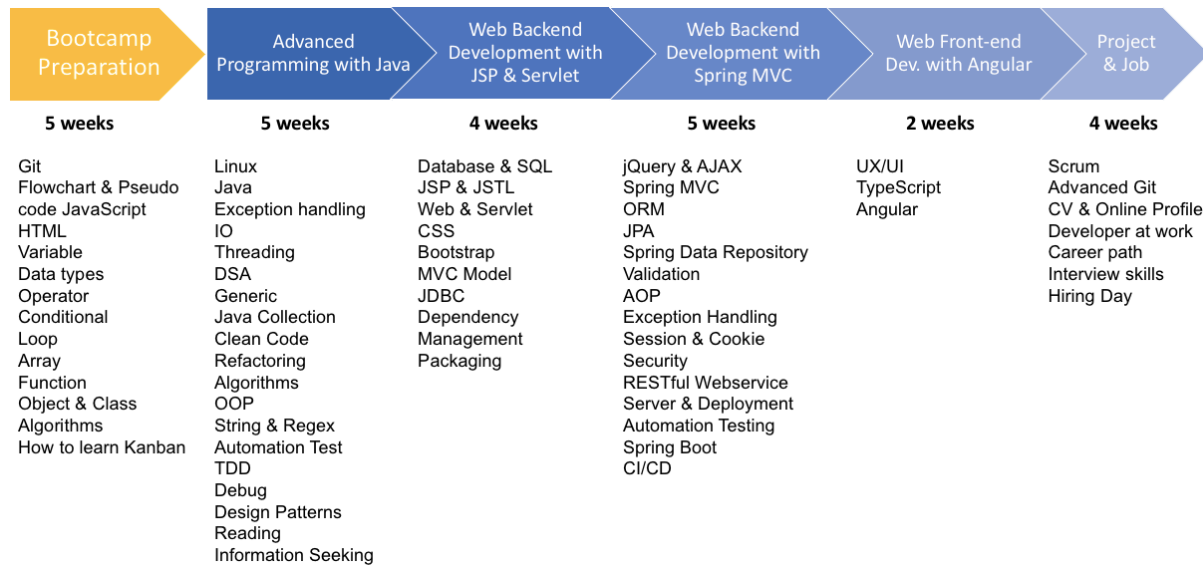 Bootcamp
Preparation
Advanced
Programming with Java
Web Backend
Development with
JSP & Servlet
Web Backend
Development with
Spring MVC
Web Front-end
Dev. with Angular
Project
& Job
5 weeks
5 weeks
4 weeks
5 weeks
2 weeks
4 weeks
Git
Flowchart & Pseudo
code JavaScript
HTML
Variable
Data types
Operator
Conditional
Loop
Array
Function
Object & Class
Algorithms
How to learn Kanban
Linux
Java
Exception handling
IO
Threading
DSA
Generic
Java Collection
Clean Code
Refactoring
Algorithms
OOP
String & Regex
Automation Test
TDD
Debug
Design Patterns
Reading
Information Seeking
Database & SQL
JSP & JSTL
Web & Servlet
CSS
Bootstrap
MVC Model
JDBC
Dependency
Management
Packaging
jQuery & AJAX
Spring MVC
ORM
JPA
Spring Data Repository
Validation
AOP
Exception Handling
Session & Cookie
Security
RESTful Webservice
Server & Deployment
Automation Testing
Spring Boot
CI/CD
UX/UI
TypeScript
Angular
Scrum
Advanced Git
CV & Online Profile
Developer at work
Career path
Interview skills
Hiring Day